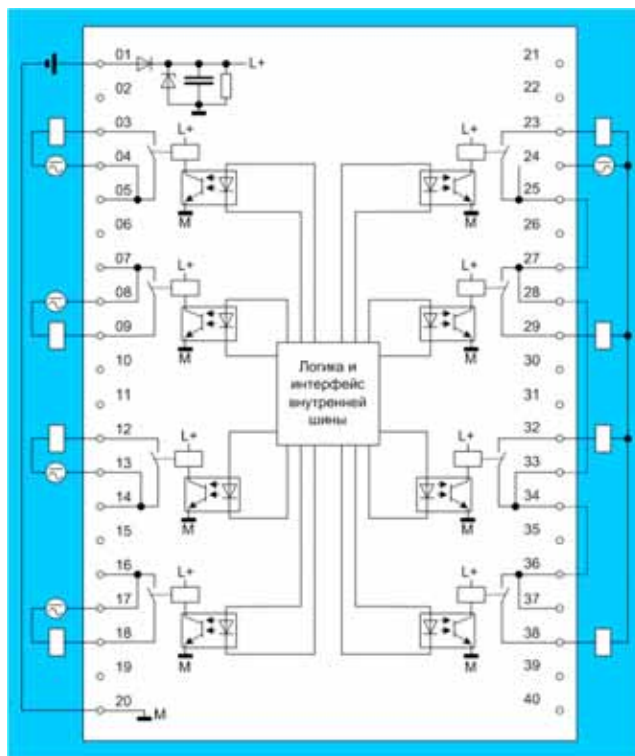 01 L+ 21
02 22
03 L+ L+ 23
04 24
05 M M 25
06 26
07 L+ L+ 27
08 28
09 M M 29
10 Логика и интерфейс внутренней шины 30
11 31
12 L+ L+ 32
13 33
14 M M 34
15 35
16 L+ L+ 36
17 37
18 M M 38
19 39
20 M 40